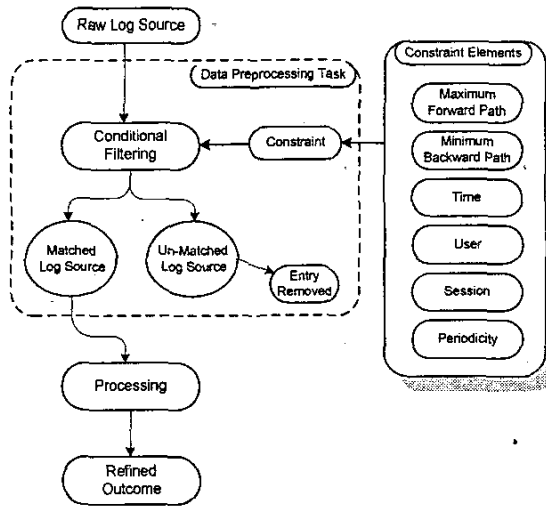 Raw Log Source
Constraint Elements
Data Preprocessing Task
Maximum
Forward Path
Conditional
Filtering
Constraint
Minimum
Backward Path
Time
User
Matched
Log Source
Un-Matched
Log Source
Entry
Removed
Session
Periodicity
Processing
Refined
Outcome